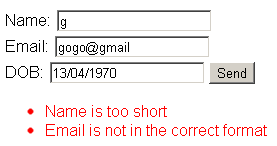 Name: g
Email: gogo@gmail
DOB: 13/04/1970 Send
Name is too short
Email is not in the correct format